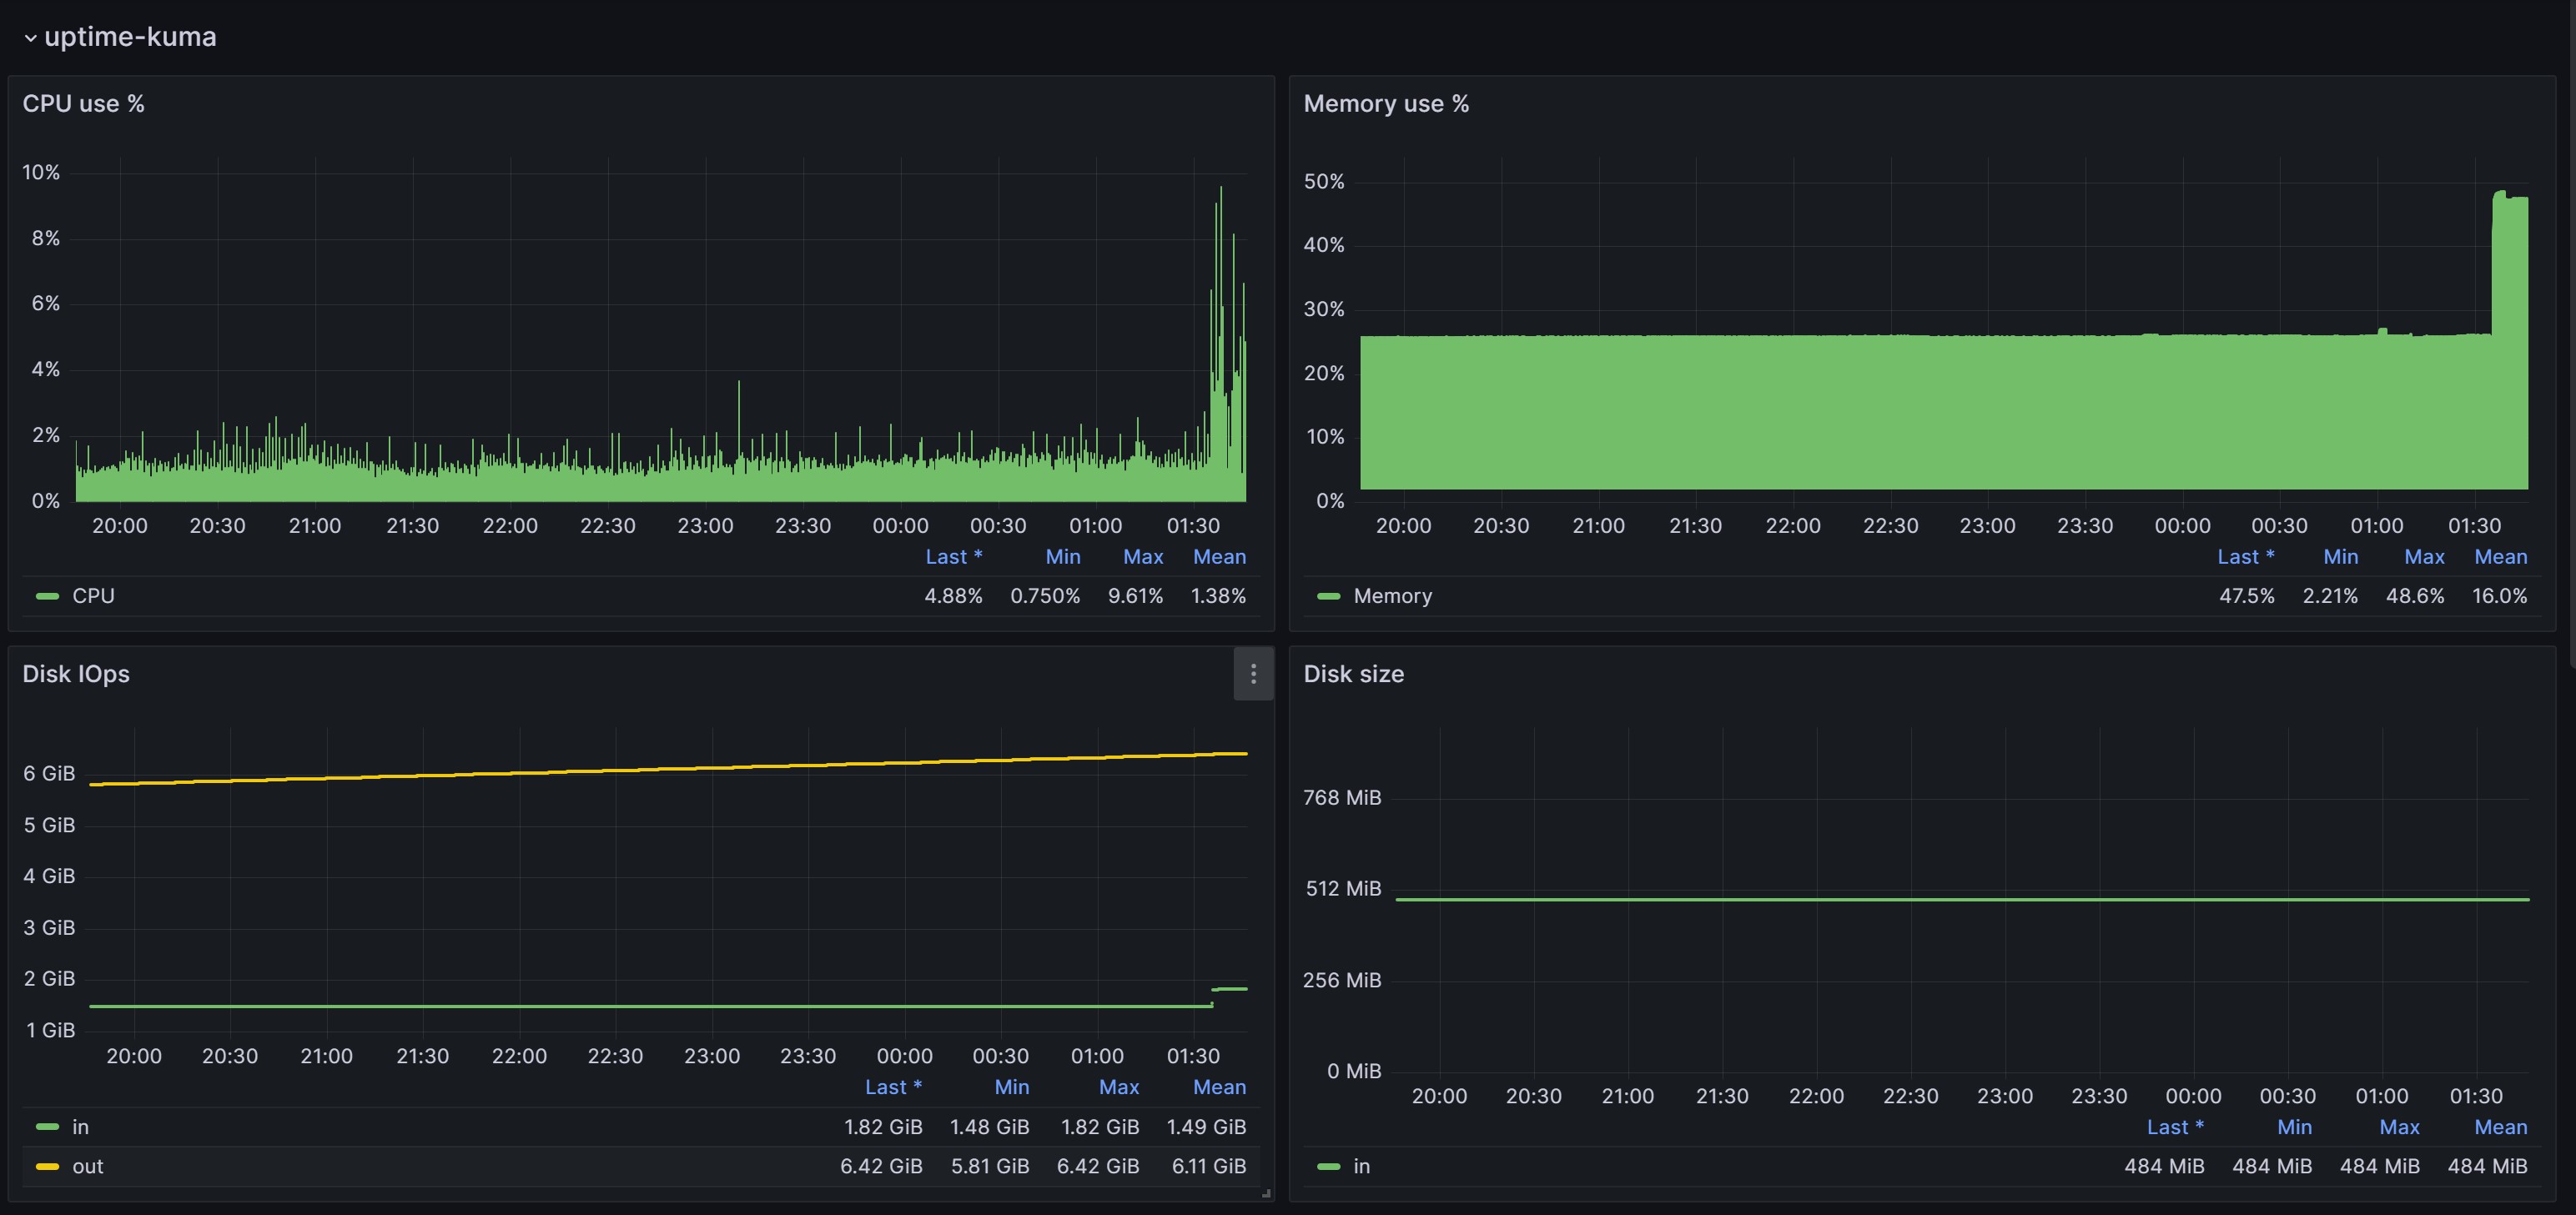 uptime-kuma
CPU use %
10%
8%
6%
4%
2%
0%
20:00 20:30 21:00 21:30 22:00 22:30 23:00 23:30 00:00 00:30 01:00 01:30
Last * Min Max Mean
CPU 4.88% 0.750% 9.61% 1.38%
Memory use %
50%
40%
30%
20%
10%
0%
20:00 20:30 21:00 21:30 22:00 22:30 23:00 23:30 00:00 00:30 01:00 01:30
Last * Min Max Mean
Memory 47.5% 2.21% 48.6% 16.0%
Disk IOps
6 GiB
5 GiB
4 GiB
3 GiB
2 GiB
1 GiB
20:00 20:30 21:00 21:30 22:00 22:30 23:00 23:30 00:00 00:30 01:00 01:30
Last * Min Max Mean
in 1.82 GiB 1.48 GiB 1.82 GiB 1.49 GiB
out 6.42 GiB 5.81 GiB 6.42 GiB 6.11 GiB
Disk size
768 MiB
512 MiB
256 MiB
0 MiB
20:00 20:30 21:00 21:30 22:00 22:30 23:00 23:30 00:00 00:30 01:00 01:30
Last * Min Max Mean
in 484 MiB 484 MiB 484 MiB 484 MiB